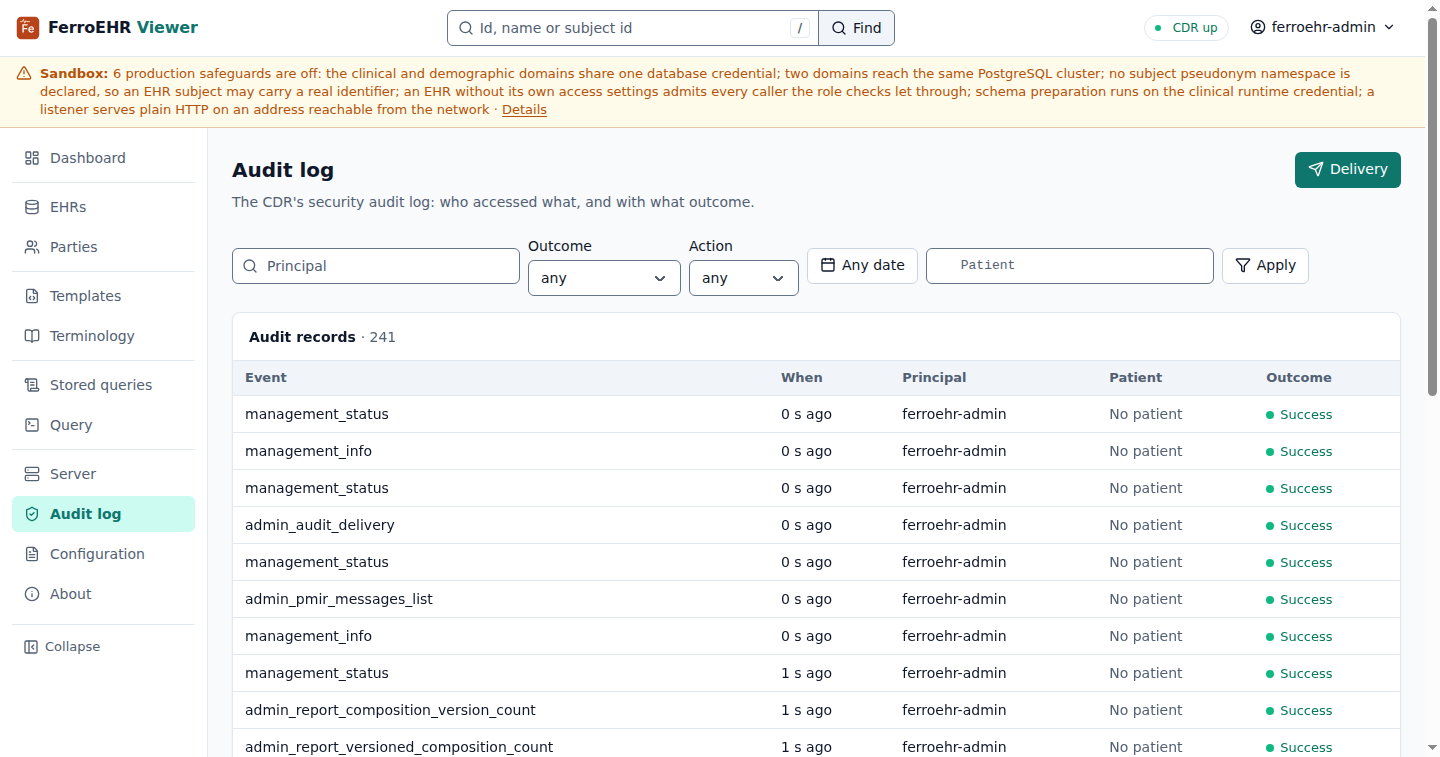 FerroEHR Viewer
Id, name or subject id
/
Find
CDR up
ferroehr-admin
Sandbox: 6 production safeguards are off: the clinical and demographic domains share one database credential; two domains reach the same PostgreSQL cluster; no subject pseudonym namespace is
declared, so an EHR subject may carry a real identifier; an EHR without its own access settings admits every caller the role checks let through; schema preparation runs on the clinical runtime credential; a
listener serves plain HTTP on an address reachable from the network · Details
Dashboard
EHRs
Parties
Templates
Terminology
Stored queries
Query
Server
Audit log
Configuration
About
Collapse
Audit log
Delivery
The CDR's security audit log: who accessed what, and with what outcome.
Principal
Outcome
any
Action
any
Any date
Patient
Apply
Audit records · 241
Event When Principal Patient Outcome
management_status 0 s ago ferroehr-admin No patient Success
management_info 0 s ago ferroehr-admin No patient Success
management_status 0 s ago ferroehr-admin No patient Success
admin_audit_delivery 0 s ago ferroehr-admin No patient Success
management_status 0 s ago ferroehr-admin No patient Success
admin_pmir_messages_list 0 s ago ferroehr-admin No patient Success
management_info 0 s ago ferroehr-admin No patient Success
management_status 1 s ago ferroehr-admin No patient Success
admin_report_composition_version_count 1 s ago ferroehr-admin No patient Success
admin_report_versioned_composition_count 1 s ago ferroehr-admin No patient Success